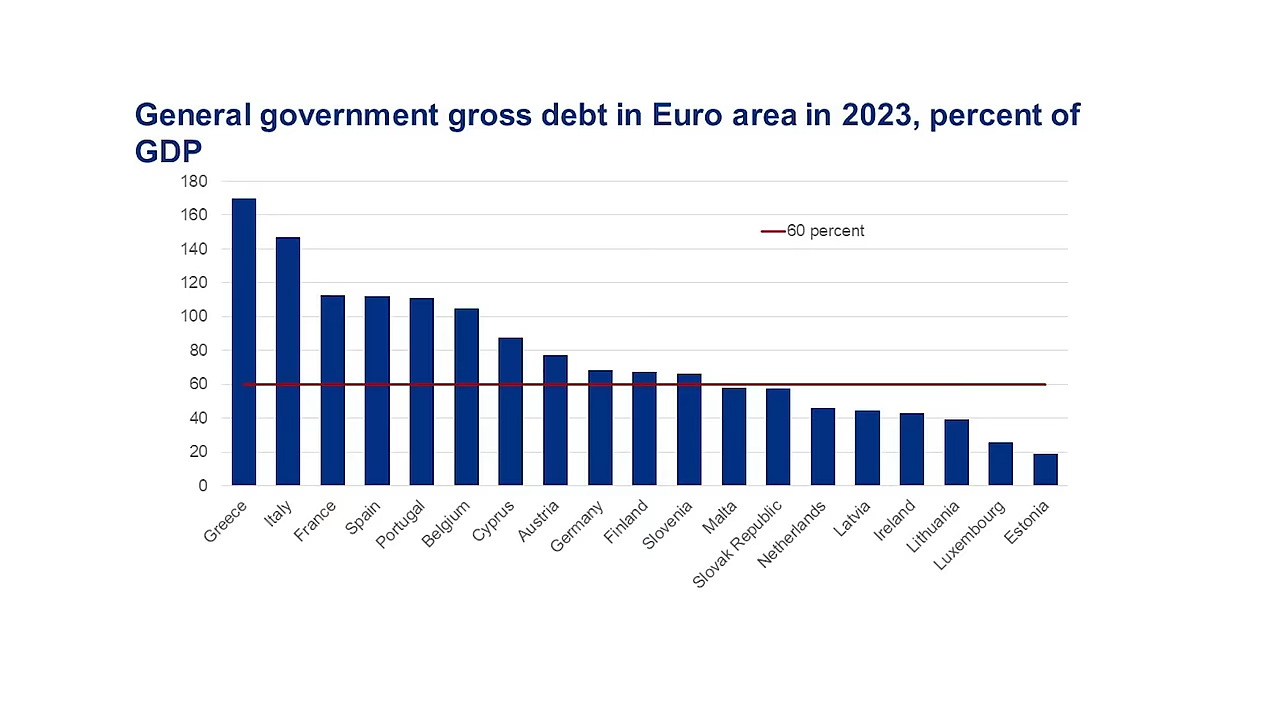 General government gross debt in Euro area in 2023, percent of
GDP
180
160
140
120
100
80
60
40
20
0
60 percent
Greece
Italy
France
Spain
Portugal
Belgium
Cyprus
Austria
Germany
Finland
Slovenia
Malta
Slovak Republic
Netherlands
Latvia
Ireland
Lithuania
Luxembourg
Estonia